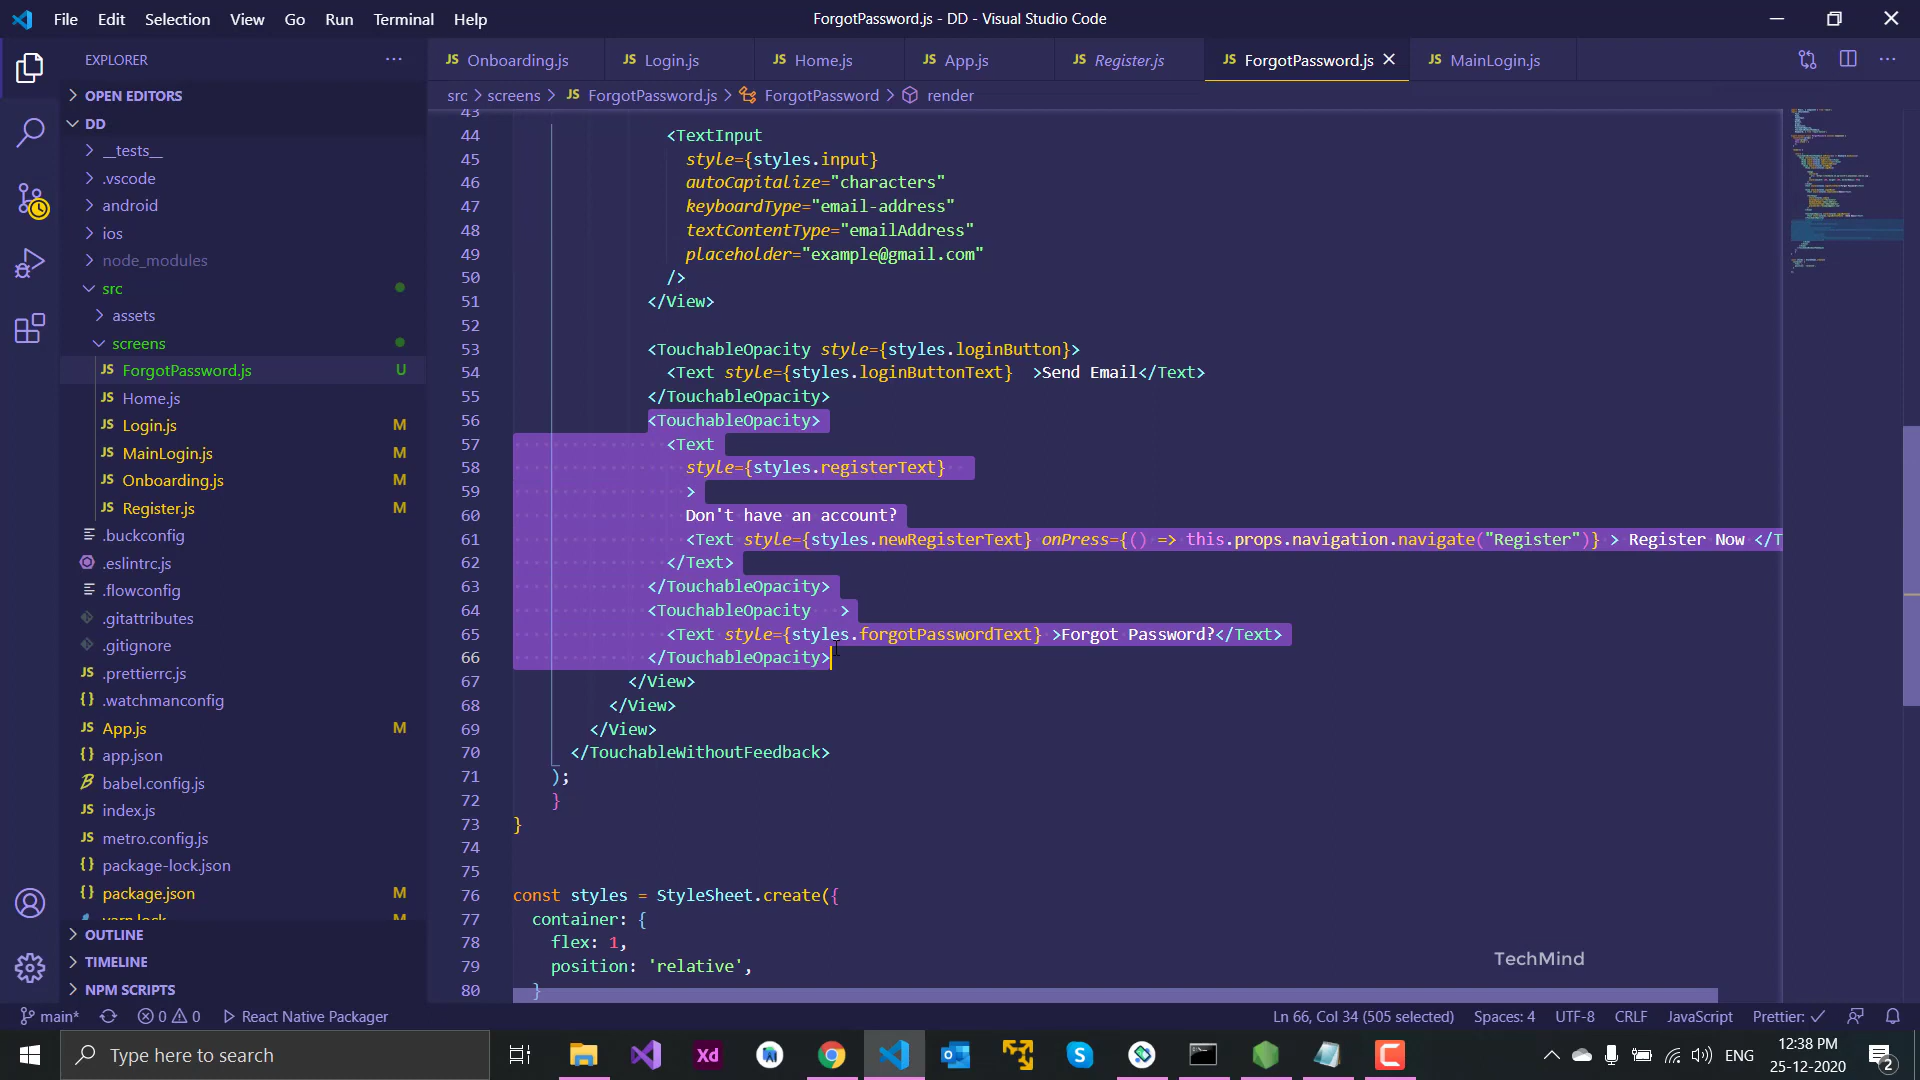 File Edit Selection View Go Run Terminal Help
ForgotPassword.js - DD - Visual Studio Code
EXPLORER
OPEN EDITORS
DD
__tests__
.vscode
android
ios
node_modules
src
assets
screens
ForgotPassword.js U
Home.js
Login.js M
MainLogin.js M
Onboarding.js M
Register.js M
.buckconfig
.eslintrc.js
.flowconfig
.gitattributes
.gitignore
.prettierrc.js
.watchmanconfig
App.js M
app.json
babel.config.js
index.js
metro.config.js
package-lock.json
package.json M
yarn.lock M
OUTLINE
TIMELINE
NPM SCRIPTS
JS Onboarding.js JS Login.js JS Home.js JS App.js JS Register.js JS ForgotPassword.js JS MainLogin.js
src > screens > JS ForgotPassword.js > ForgotPassword > render
43
44 <TextInput
45 style={styles.input}
46 autoCapitalize="characters"
47 keyboardType="email-address"
48 textContentType="emailAddress"
49 placeholder="example@gmail.com"
50 />
51 </View>
52
53 <TouchableOpacity style={styles.loginButton}>
54 <Text style={styles.loginButtonText}  >Send Email</Text>
55 </TouchableOpacity>
56 <TouchableOpacity>
57 <Text
58 style={styles.registerText}
59 >
60 Don't have an account?
61 <Text style={styles.newRegisterText} onPress={() => this.props.navigation.navigate("Register")} > Register Now </T
62 </Text>
63 </TouchableOpacity>
64 <TouchableOpacity   >
65 <Text style={styles.forgotPasswordText} >Forgot Password?</Text>
66 </TouchableOpacity>
67 </View>
68 </View>
69 </View>
70 </TouchableWithoutFeedback>
71 );
72 }
73 }
74
75
76 const styles = StyleSheet.create({
77 container: {
78 flex: 1,
79 position: 'relative',
80 }
TechMind
main* 0 0 React Native Packager
Ln 66, Col 34 (505 selected) Spaces: 4 UTF-8 CRLF JavaScript Prettier: ✓
Type here to search
Xd
ENG
12:38 PM
25-12-2020
2